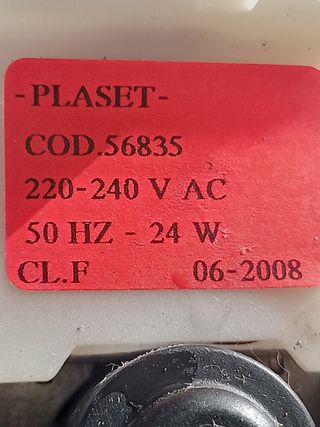 -PLASET-
COD.56835
220-240 V AC
50 HZ - 24 W
CL.F 06-2008